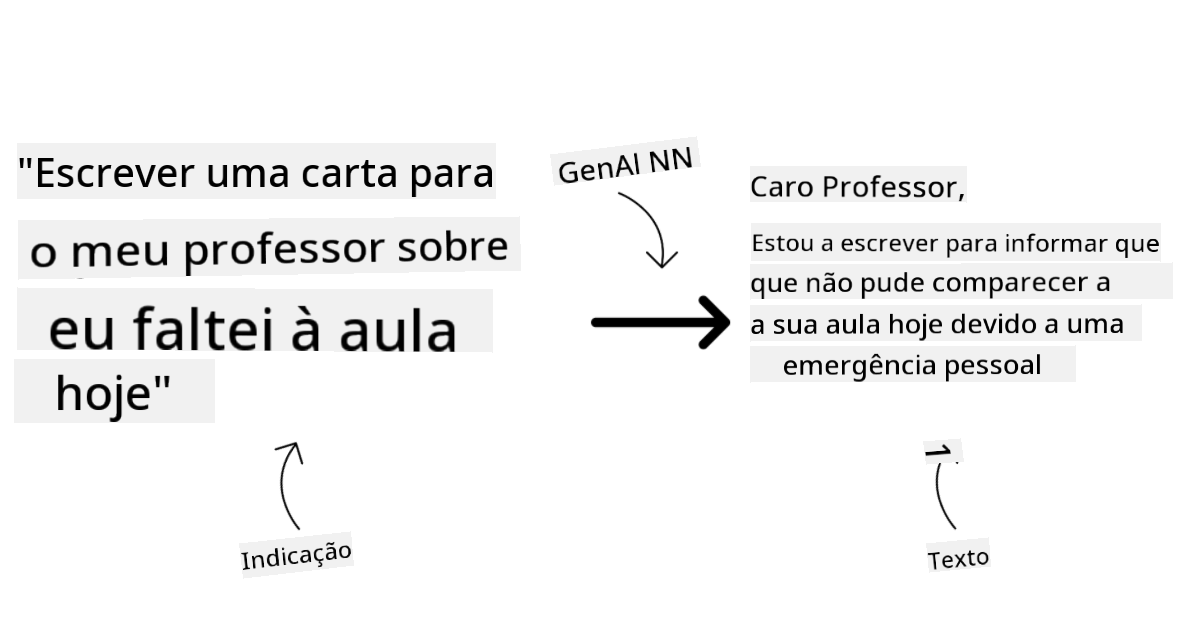 "Escrever uma carta para
o meu professor sobre
eu faltei à aula
hoje"
Indicação
GenAI NN
Caro Professor,
Estou a escrever para informar que
que não pude comparecer a
a sua aula hoje devido a uma
emergência pessoal
1
Texto